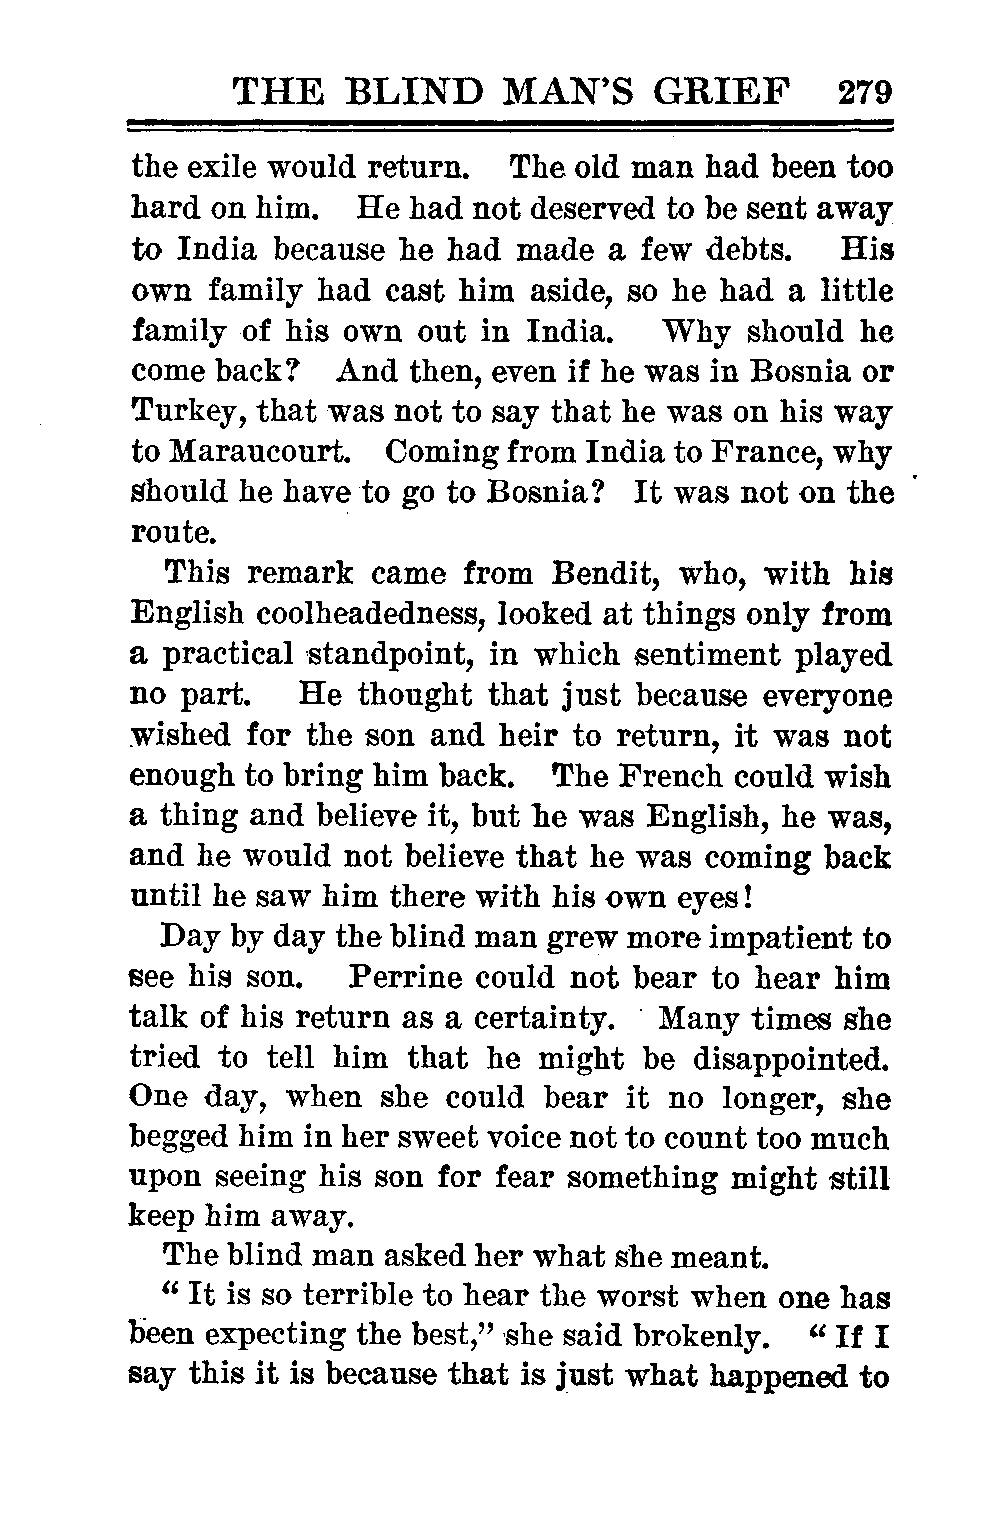 THE BLIND MAN'S GRIEF 279
the exile would return. The old man had been too
hard on him. He had not deserved to be sent away
to India because he had made a few debts. His
own family had cast him aside, so he had a little
family of his own out in India. Why should he
come back? And then, even if he was in Bosnia or
Turkey, that was not to say that he was on his way
to Maraucourt. Coming from India to France, why
should he have to go to Bosnia? It was not on the
route.
This remark came from Bendit, who, with his
English coolheadedness, looked at things only from
a practical standpoint, in which sentiment played
no part. He thought that just because everyone
wished for the son and heir to return, it was not
enough to bring him back. The French could wish
a thing and believe it, but he was English, he was,
and he would not believe that he was coming back
until he saw him there with his own eyes!
Day by day the blind man grew more impatient to
see his son. Perrine could not bear to hear him
talk of his return as a certainty. Many times she
tried to tell him that he might be disappointed.
One day, when she could bear it no longer, she
begged him in her sweet voice not to count too much
upon seeing his son for fear something might still
keep him away.
The blind man asked her what she meant.
“ It is so terrible to hear the worst when one has
been expecting the best,” she said brokenly. “ If I
say this it is because that is just what happened to